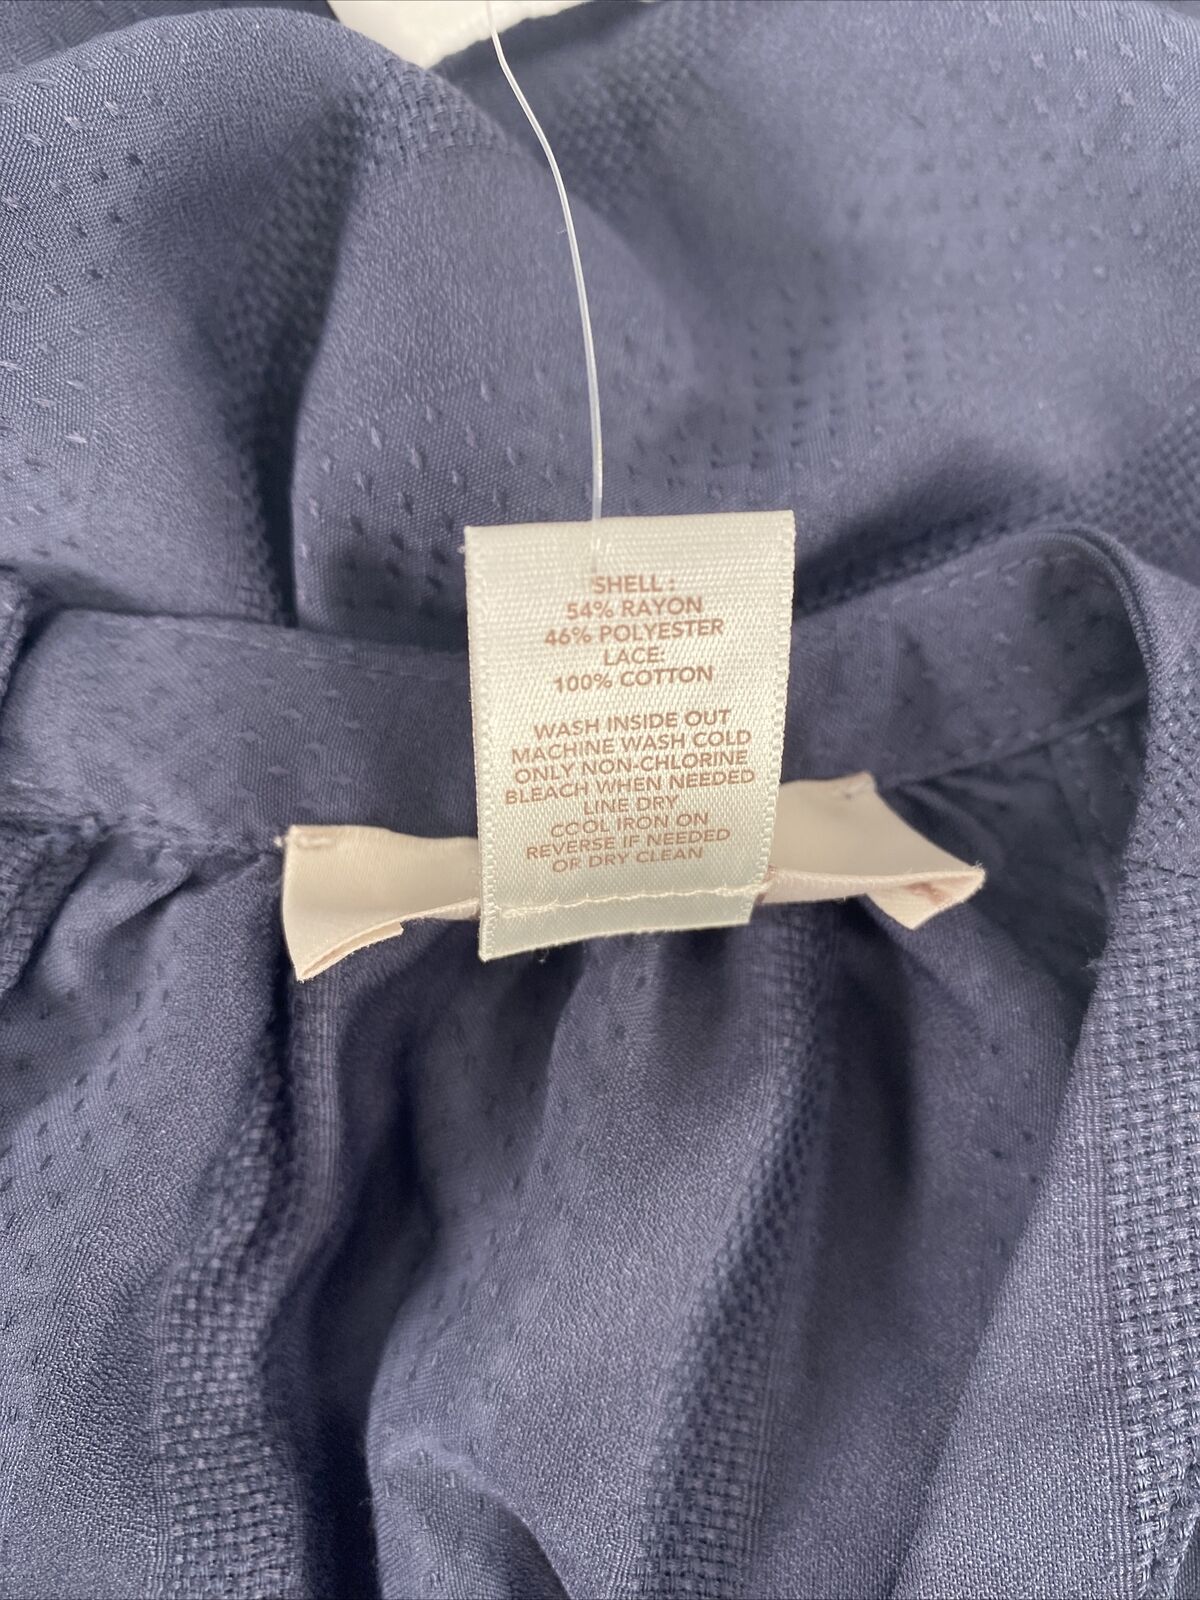 SHELL :
54% RAYON
46% POLYESTER
LACE:
100% COTTON
WASH INSIDE OUT
MACHINE WASH COLD
ONLY NON-CHLORINE
BLEACH WHEN NEEDED
LINE DRY
COOL IRON ON
REVERSE IF NEEDED
OR DRY CLEAN